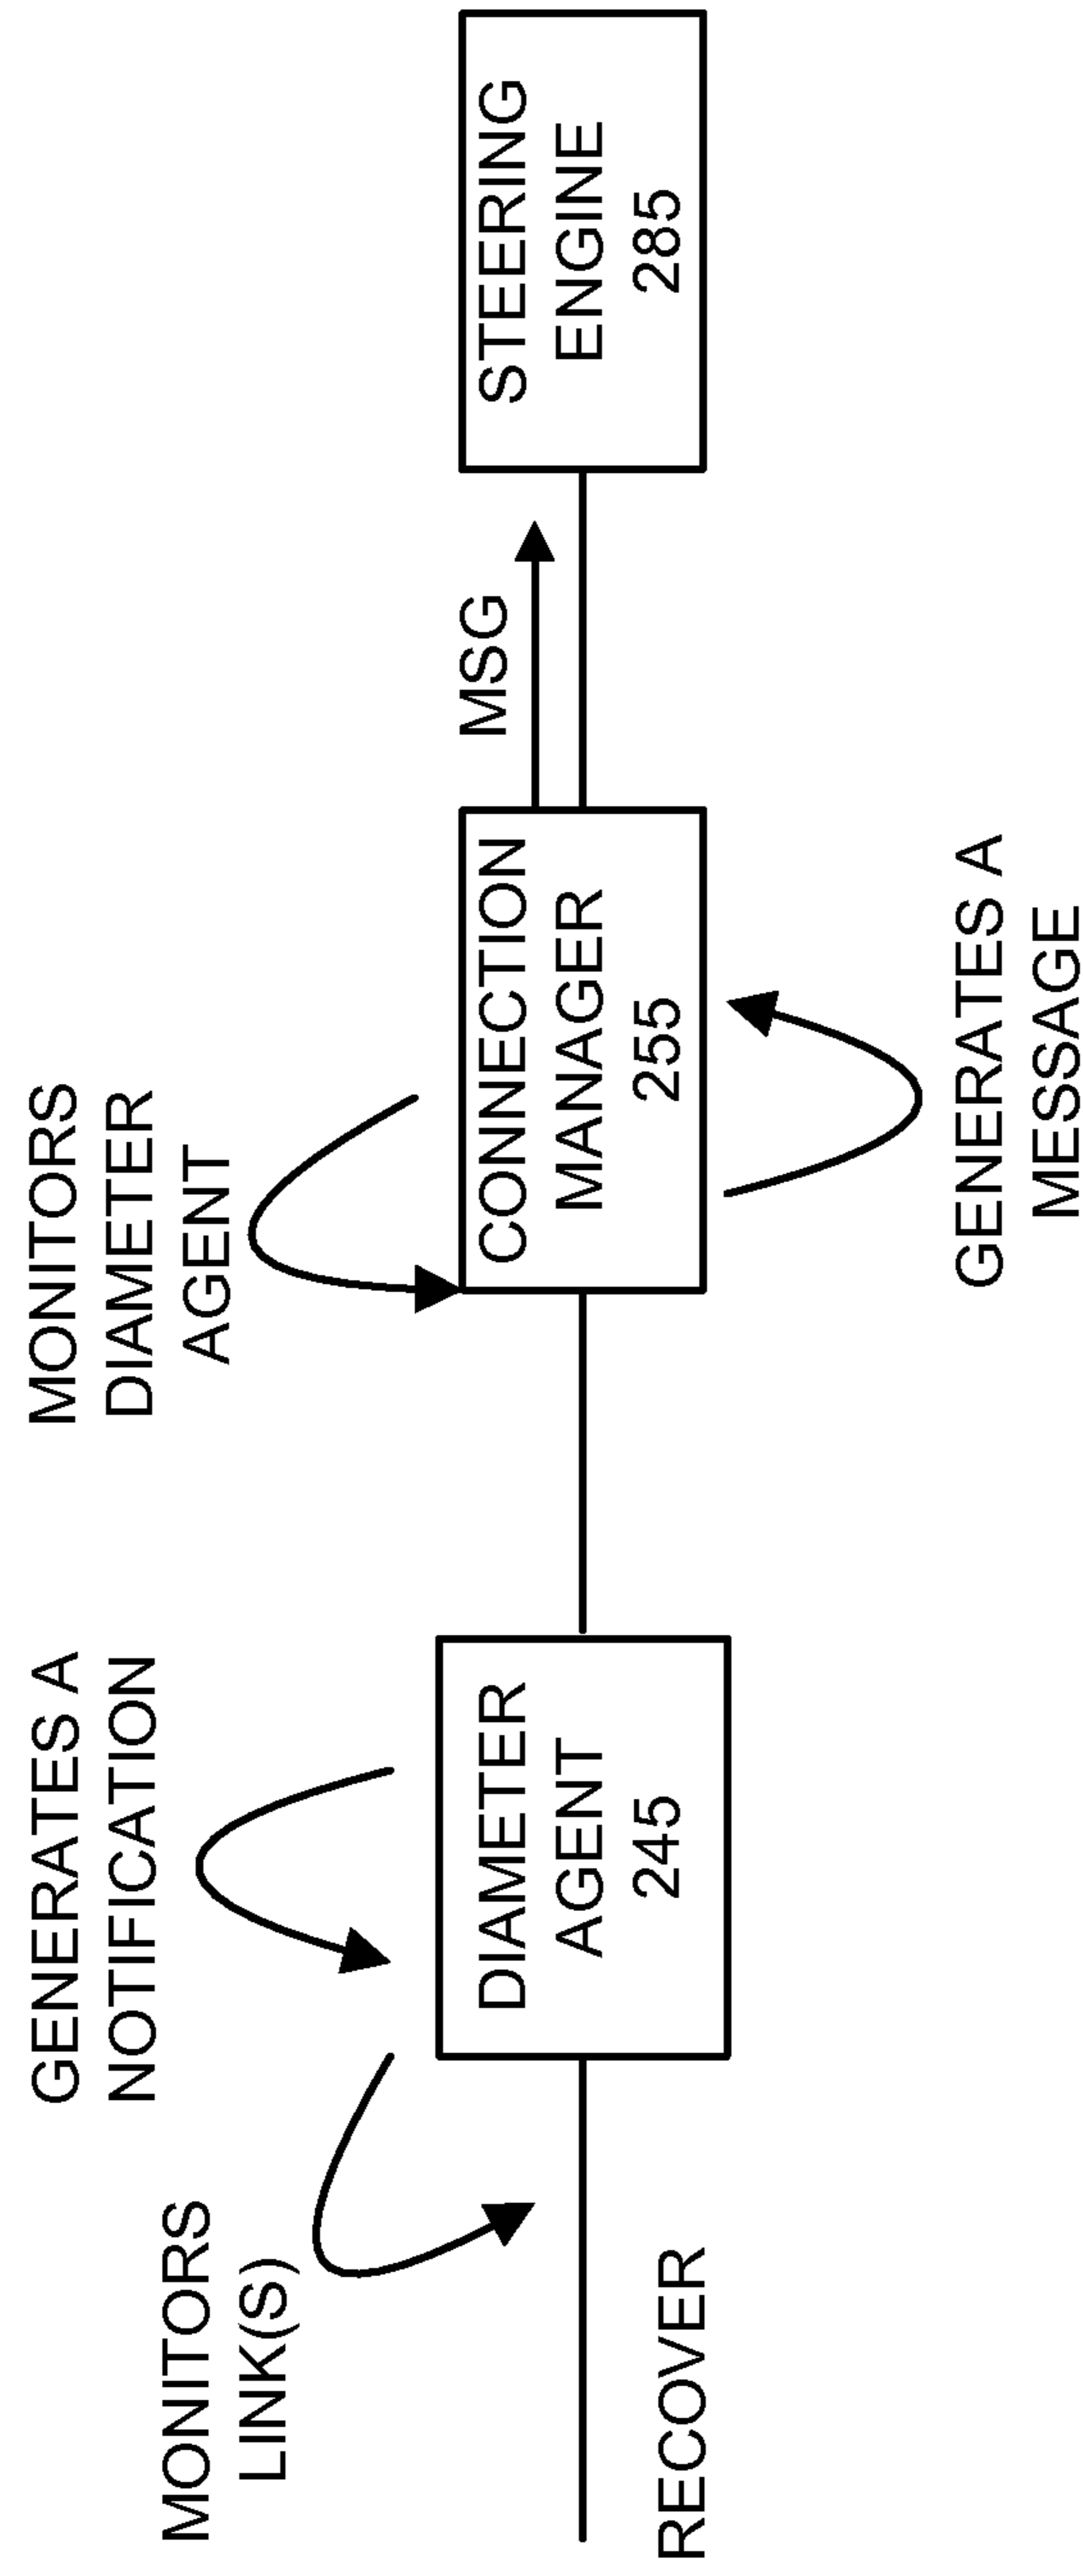 MONITORS
LINK(S)
GENERATES A
NOTIFICATION
MONITORS
DIAMETER
AGENT
RECOVER
DIAMETER
AGENT
245
CONNECTION
MANAGER
255
MSG
STEERING
ENGINE
285
GENERATES A
MESSAGE